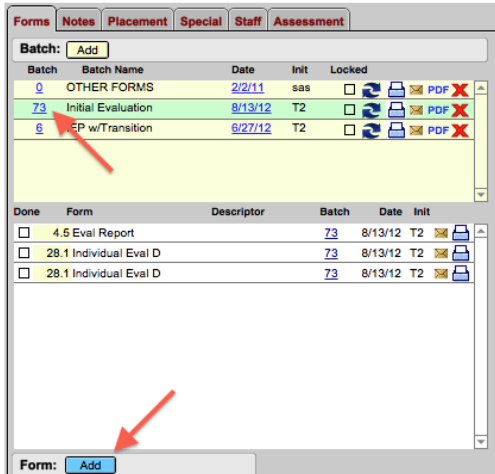 Forms Notes Placement Special Staff Assessment
Batch: Add
Batch Batch Name Date Init Locked
0 OTHER FORMS 2/2/11 sas PDF
73 Initial Evaluation 8/13/12 T2 PDF
6 IEP w/Transition 6/27/12 T2 PDF
Done Form Descriptor Batch Date Init
4.5 Eval Report 73 8/13/12 T2
28.1 Individual Eval D 73 8/13/12 T2
28.1 Individual Eval D 73 8/13/12 T2
Form: Add